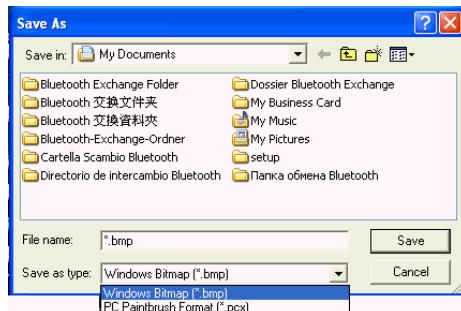 Save As
Save in: My Documents
Bluetooth Exchange Folder
Bluetooth 交换文件夹
Bluetooth 交換資料夾
Bluetooth-Exchange-Ordner
Cartella Scambio Bluetooth
Directorio de intercambio Bluetooth
Dossier Bluetooth Exchange
My Business Card
My Music
My Pictures
setup
Папка обмена Bluetooth
File name: *.bmp
Save
Save as type: Windows Bitmap (*.bmp)
Cancel
Windows Bitmap (*.bmp)
PC Paintbrush Format (*.pcx)